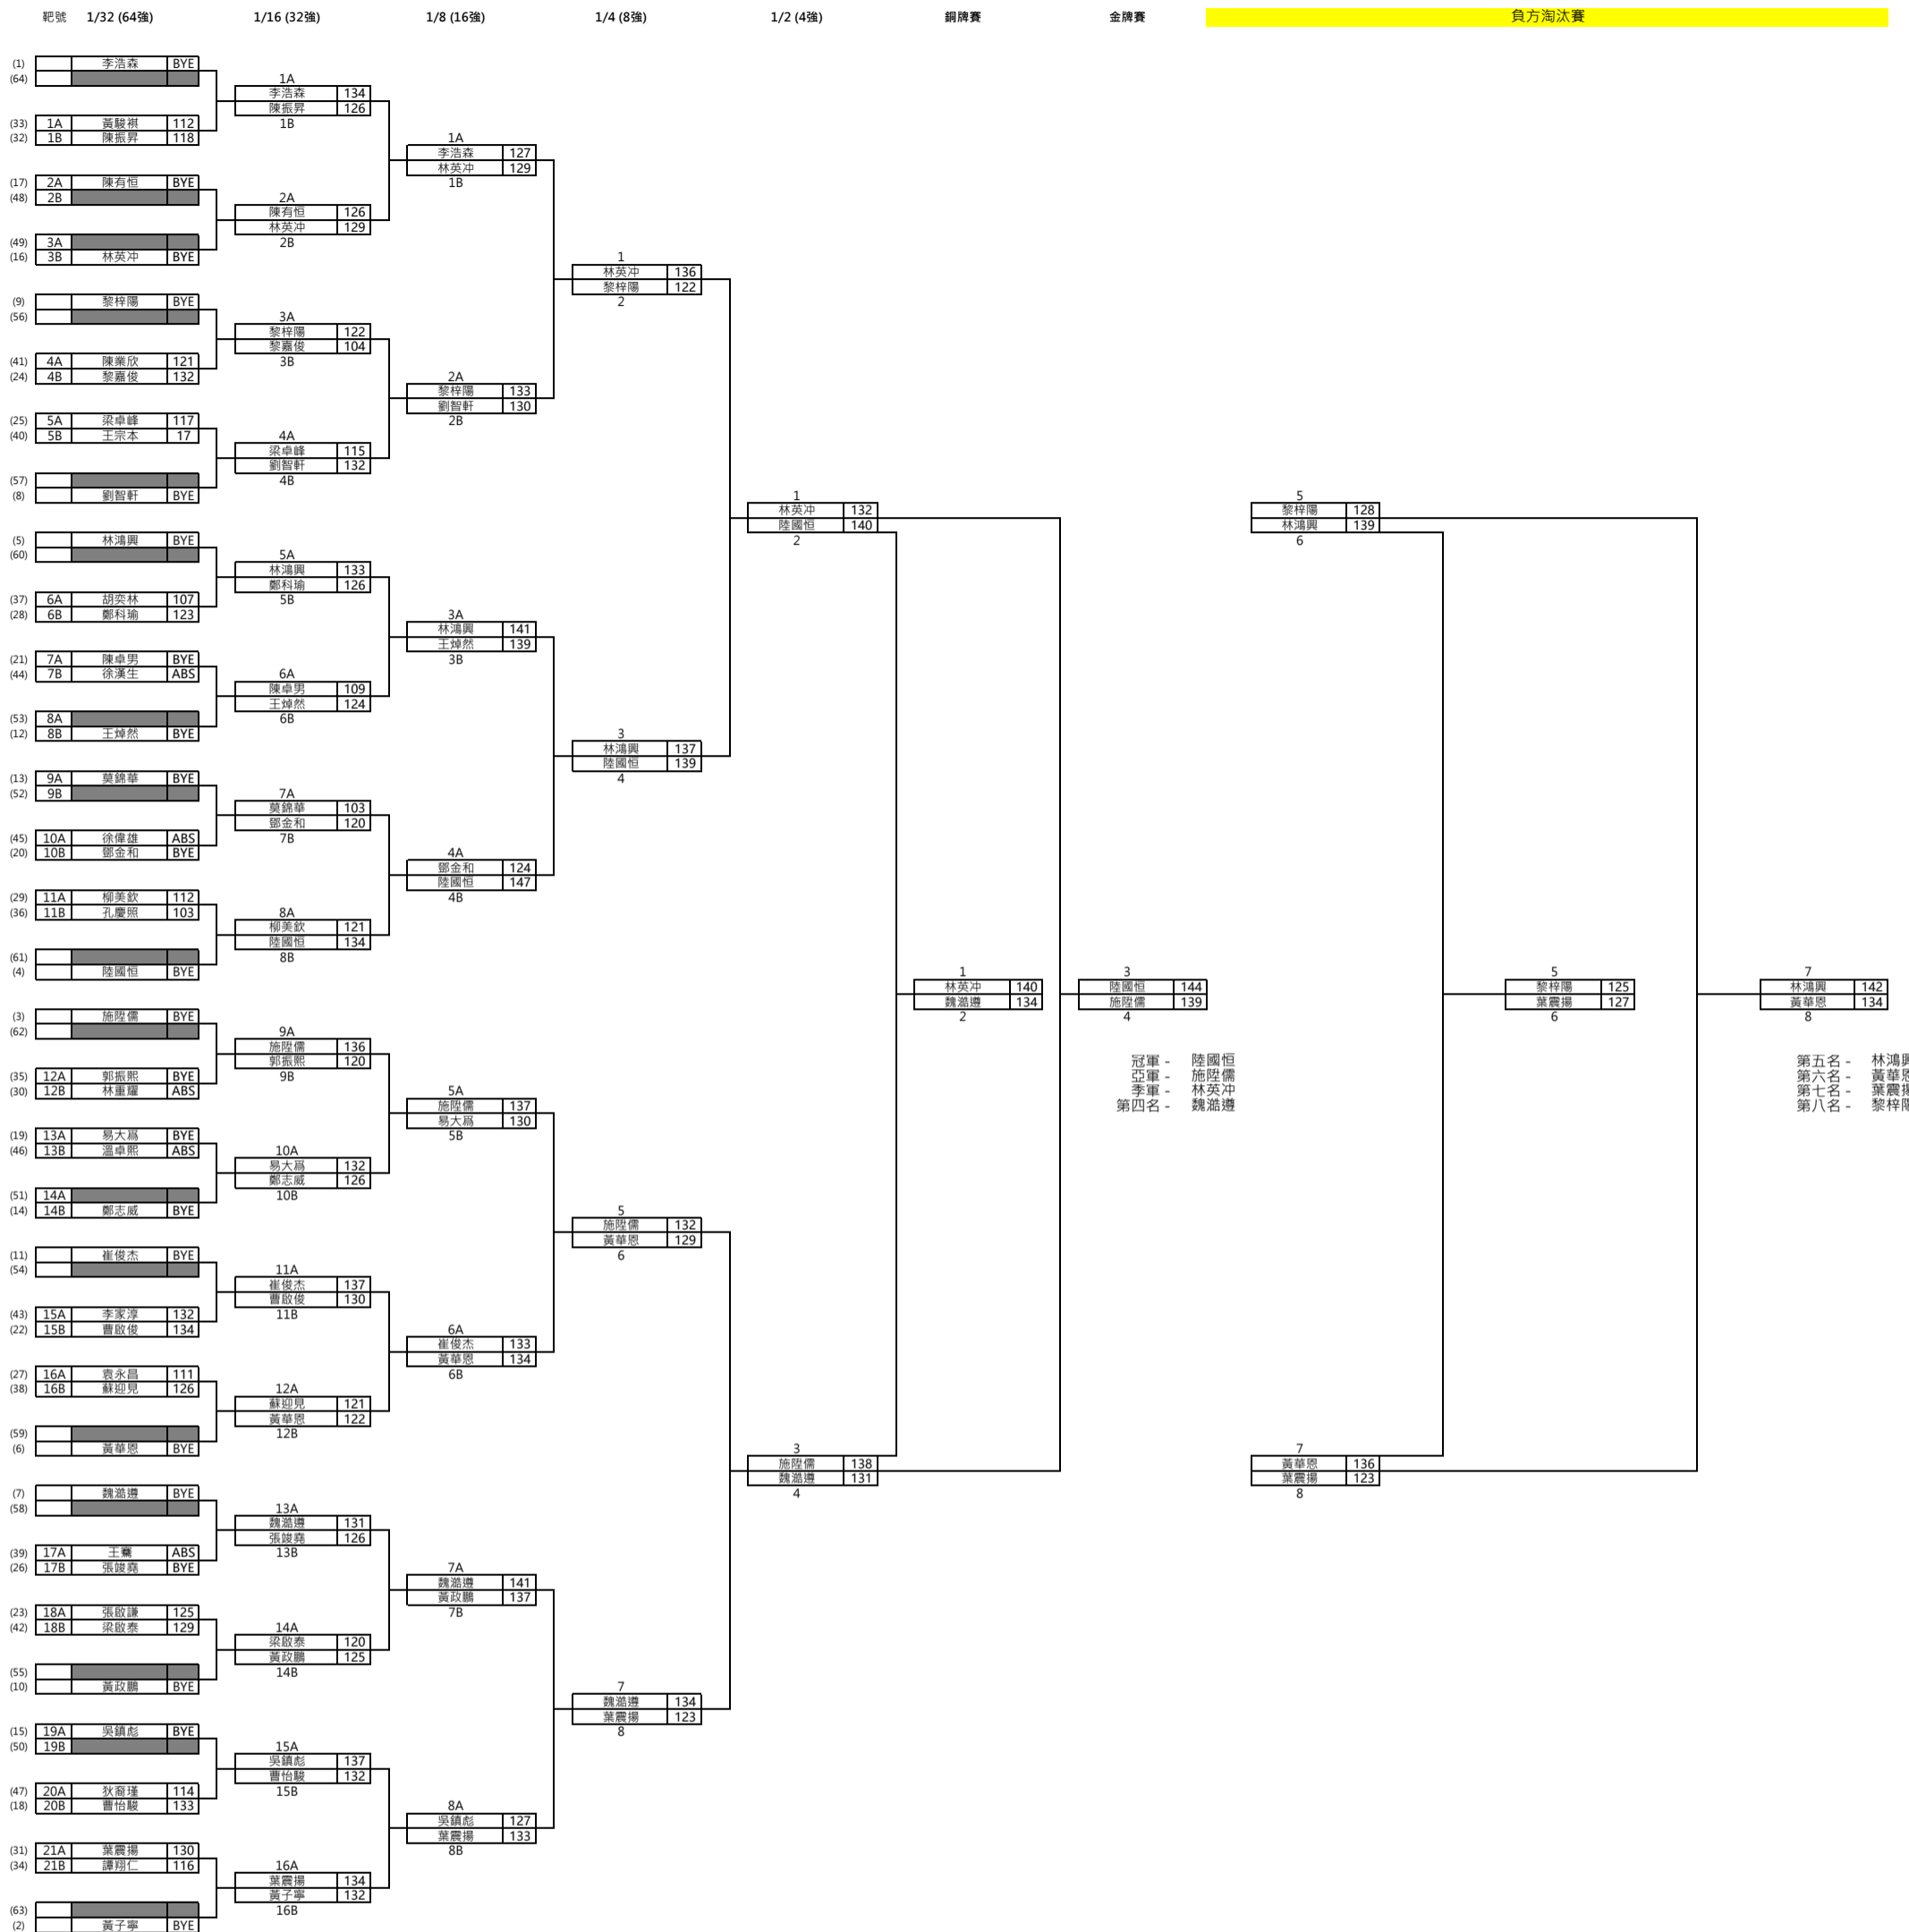 靶號 1/32 (64強) 1/16 (32強) 1/8 (16強) 1/4 (8強) 1/2 (4強) 銅牌賽 金牌賽 負方淘汰賽
(1) 李浩森 BYE
(64)
(33) 1A 黃駿褀 112
(32) 1B 陳振昇 118
(17) 2A 陳有恒 BYE
(48) 2B
(49) 3A
(16) 3B 林英冲 BYE
(9) 黎梓陽 BYE
(56)
(41) 4A 陳業欣 121
(24) 4B 黎嘉俊 132
(25) 5A 梁卓峰 117
(40) 5B 王宗本 17
(57)
(8) 劉智軒 BYE
(5) 林鴻興 BYE
(60)
(37) 6A 胡奕林 107
(28) 6B 鄭科瑜 123
(21) 7A 陳卓男 BYE
(44) 7B 徐漢生 ABS
(53) 8A
(12) 8B 王焯然 BYE
(13) 9A 莫錦華 BYE
(52) 9B
(45) 10A 徐偉雄 ABS
(20) 10B 鄧金和 BYE
(29) 11A 柳美欽 112
(36) 11B 孔慶照 103
(61)
(4) 陸國恒 BYE
(3) 施陞儒 BYE
(62)
(35) 12A 郭振熙 BYE
(30) 12B 林重耀 ABS
(19) 13A 易大爲 BYE
(46) 13B 溫卓熙 ABS
(51) 14A
(14) 14B 鄭志威 BYE
(11) 崔俊杰 BYE
(54)
(43) 15A 李家淳 132
(22) 15B 曹啟俊 134
(27) 16A 袁永昌 111
(38) 16B 蘇迎見 126
(59)
(6) 黃華恩 BYE
(7) 魏澔遵 BYE
(58)
(39) 17A 王 ABS
(26) 17B 張竣堯 BYE
(23) 18A 張啟謙 125
(42) 18B 梁啟泰 129
(55)
(10) 黃政鵬 BYE
(15) 19A 吳鎮彪 BYE
(50) 19B
(47) 20A 狄裔瑾 114
(18) 20B 曹怡駿 133
(31) 21A 葉震揚 130
(34) 21B 譚翔仁 116
(63)
(2) 黃子寧 BYE
1A
李浩森 134
陳振昇 126
1B
2A
陳有恒 126
林英冲 129
2B
3A
黎梓陽 122
黎嘉俊 104
3B
4A
梁卓峰 115
劉智軒 132
4B
5A
林鴻興 133
鄭科瑜 126
5B
6A
陳卓男 109
王焯然 124
6B
7A
莫錦華 103
鄧金和 120
7B
8A
柳美欽 121
陸國恒 134
8B
9A
施陞儒 136
郭振熙 120
9B
10A
易大爲 132
鄭志威 126
10B
11A
崔俊杰 137
曹啟俊 130
11B
12A
蘇迎見 121
黃華恩 122
12B
13A
魏澔遵 131
張竣堯 126
13B
14A
梁啟泰 120
黃政鵬 125
14B
15A
吳鎮彪 137
曹怡駿 132
15B
16A
葉震揚 134
黃子寧 132
16B
1A
李浩森 127
林英冲 129
1B
2A
黎梓陽 133
劉智軒 130
2B
3A
林鴻興 141
王焯然 139
3B
4A
鄧金和 124
陸國恒 147
4B
5A
施陞儒 137
易大爲 130
5B
6A
崔俊杰 133
黃華恩 134
6B
7A
魏澔遵 141
黃政鵬 137
7B
8A
吳鎮彪 127
葉震揚 133
8B
1
林英冲 136
黎梓陽 122
2
3
林鴻興 137
陸國恒 139
4
5
施陞儒 132
黃華恩 129
6
7
魏澔遵 134
葉震揚 123
8
1
林英冲 132
陸國恒 140
2
3
施陞儒 138
魏澔遵 131
4
1
林英冲 140
魏澔遵 134
2
3
陸國恒 144
施陞儒 139
4
冠軍 - 陸國恒
亞軍 - 施陞儒
季軍 - 林英冲
第四名 - 魏澔遵
5
黎梓陽 128
林鴻興 139
6
7
黃華恩 136
葉震揚 123
8
5
黎梓陽 125
葉震揚 127
6
7
林鴻興 142
黃華恩 134
8
第五名 - 林鴻興
第六名 - 黃華恩
第七名 - 葉震揚
第八名 - 黎梓陽